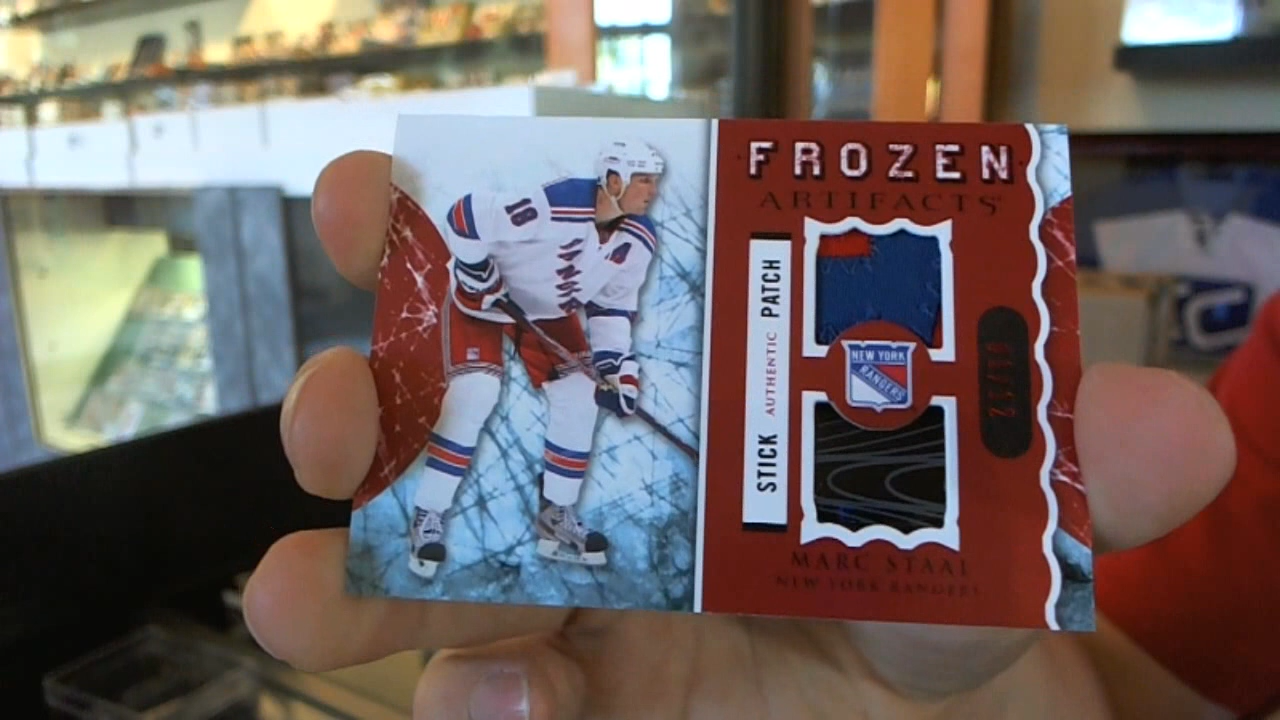 FROZEN
ARTIFACTS
STICK AUTHENTIC PATCH
NEW YORK
RANGERS
18
MARC STAAL
NEW YORK RANGERS